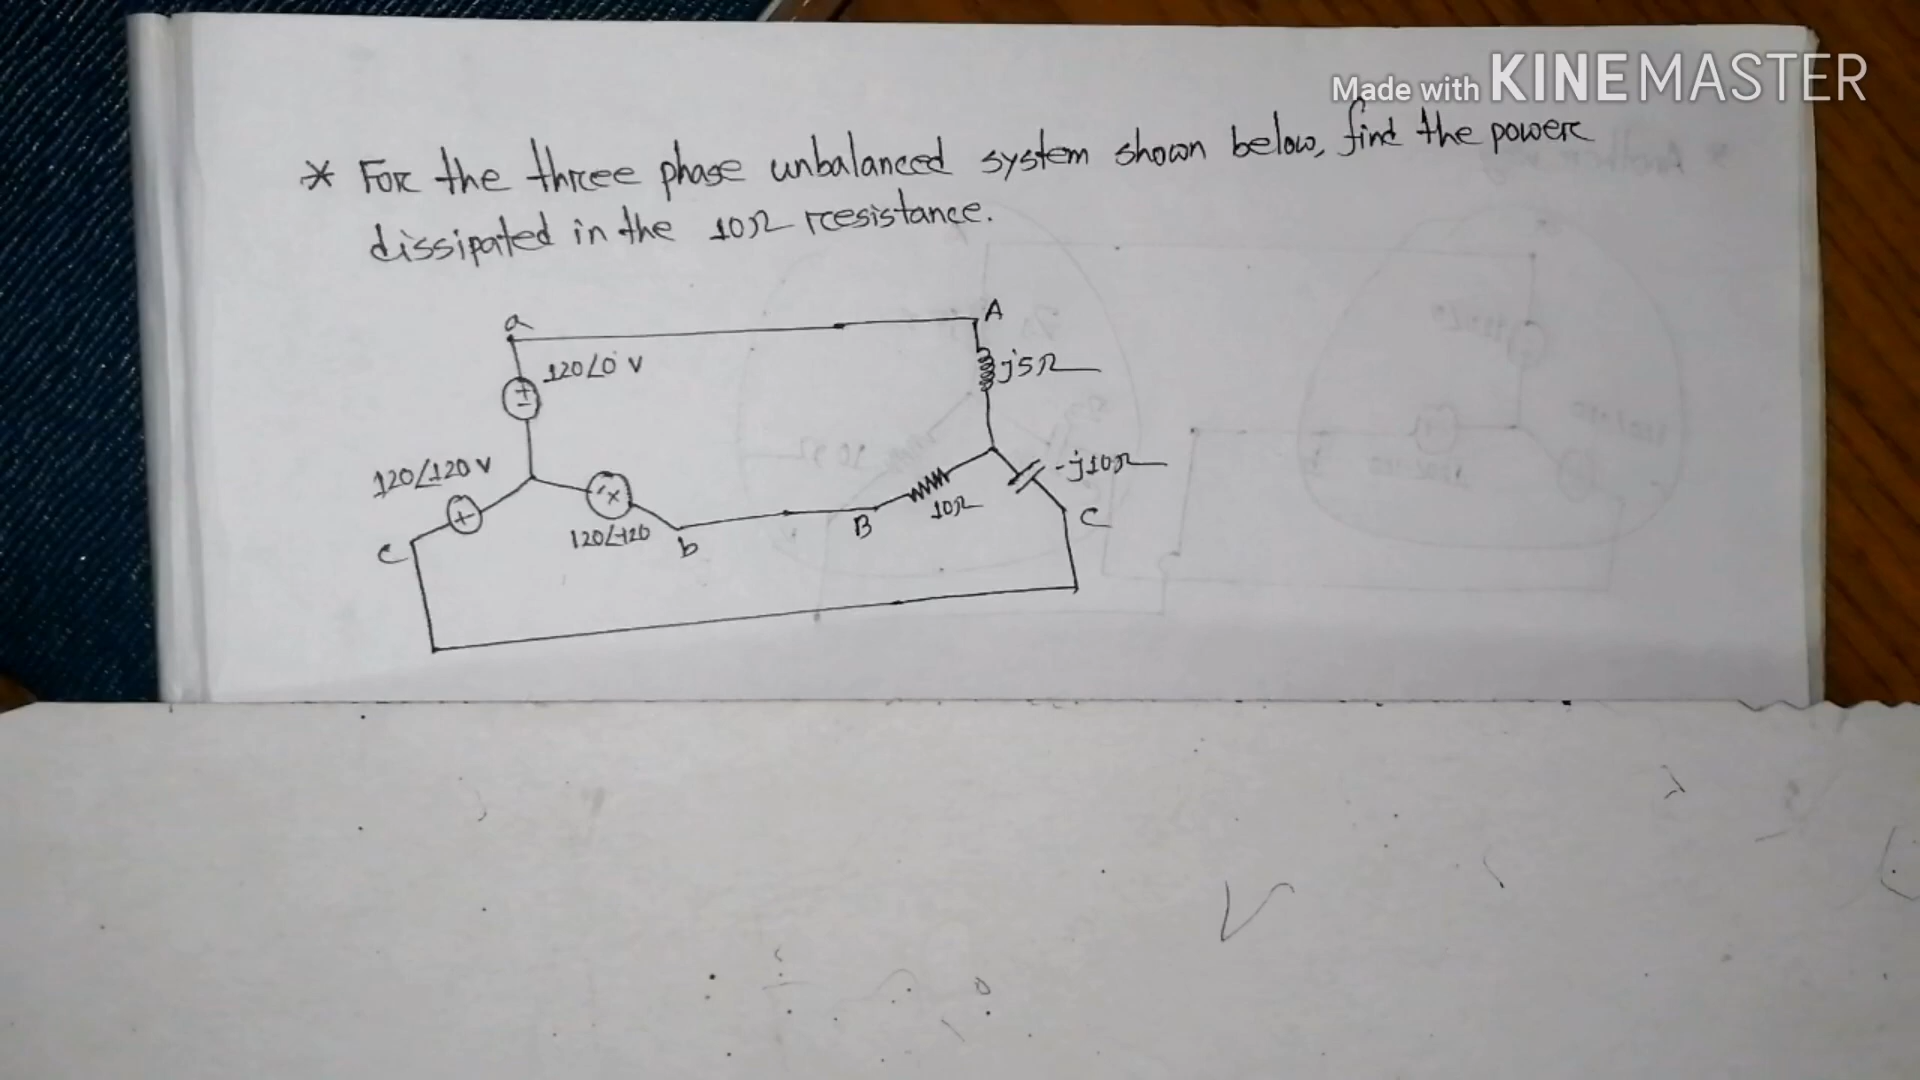 Made with KINEMASTER
* For the three phase unbalanced system shown below, find the power
dissipated in the 10Ω resistance.
a
A
120∠0° V
j5Ω
120∠120 V
-j10Ω
10Ω
B
C
120∠-120
b
c